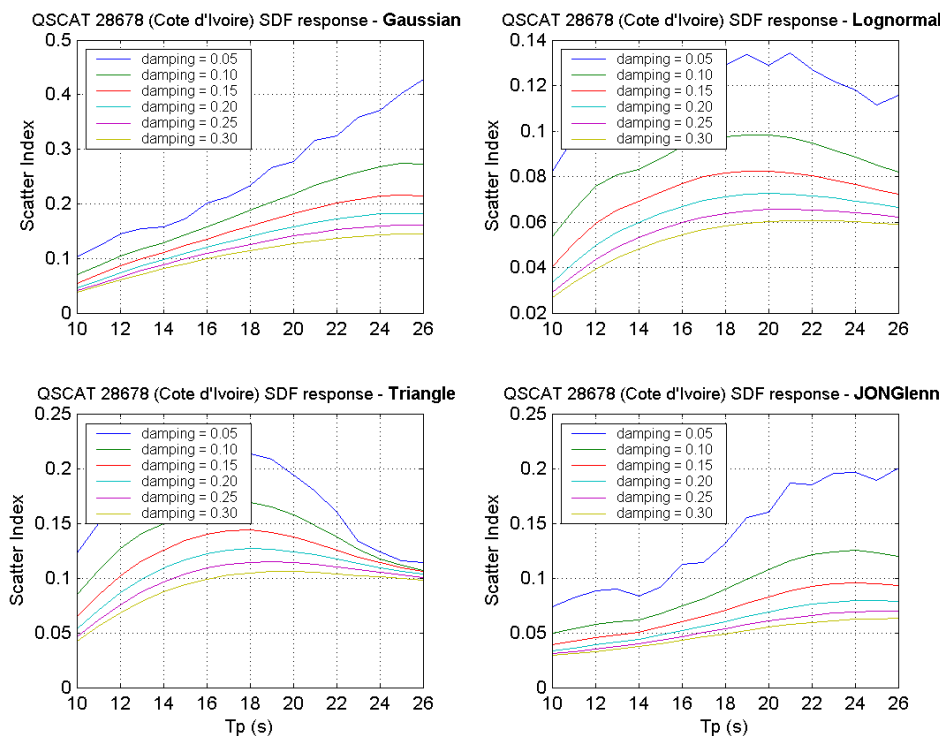 QSCAT 28678 (Cote d'Ivoire) SDF response - Gaussian
0.5
0.4
0.3
0.2
0.1
0
Scatter Index
damping = 0.05
damping = 0.10
damping = 0.15
damping = 0.20
damping = 0.25
damping = 0.30
10 12 14 16 18 20 22 24 26
QSCAT 28678 (Cote d'Ivoire) SDF response - Lognormal
0.14
0.12
0.1
0.08
0.06
0.04
0.02
Scatter Index
damping = 0.05
damping = 0.10
damping = 0.15
damping = 0.20
damping = 0.25
damping = 0.30
10 12 14 16 18 20 22 24 26
QSCAT 28678 (Cote d'Ivoire) SDF response - Triangle
0.25
0.2
0.15
0.1
0.05
0
Scatter Index
damping = 0.05
damping = 0.10
damping = 0.15
damping = 0.20
damping = 0.25
damping = 0.30
10 12 14 16 18 20 22 24 26
Tp (s)
QSCAT 28678 (Cote d'Ivoire) SDF response - JONGlenn
0.25
0.2
0.15
0.1
0.05
0
Scatter Index
damping = 0.05
damping = 0.10
damping = 0.15
damping = 0.20
damping = 0.25
damping = 0.30
10 12 14 16 18 20 22 24 26
Tp (s)